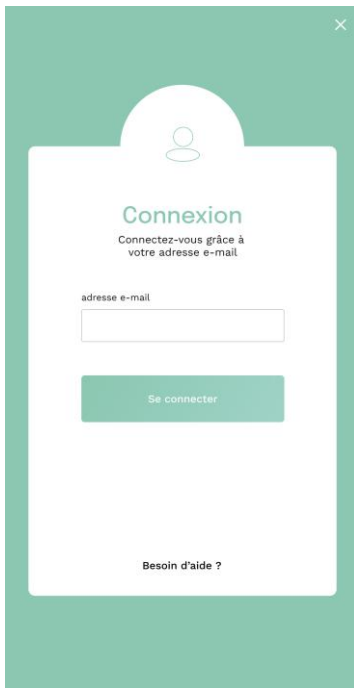 Connexion
Connectez-vous grâce à
votre adresse e-mail
adresse e-mail
Se connecter
Besoin d'aide ?